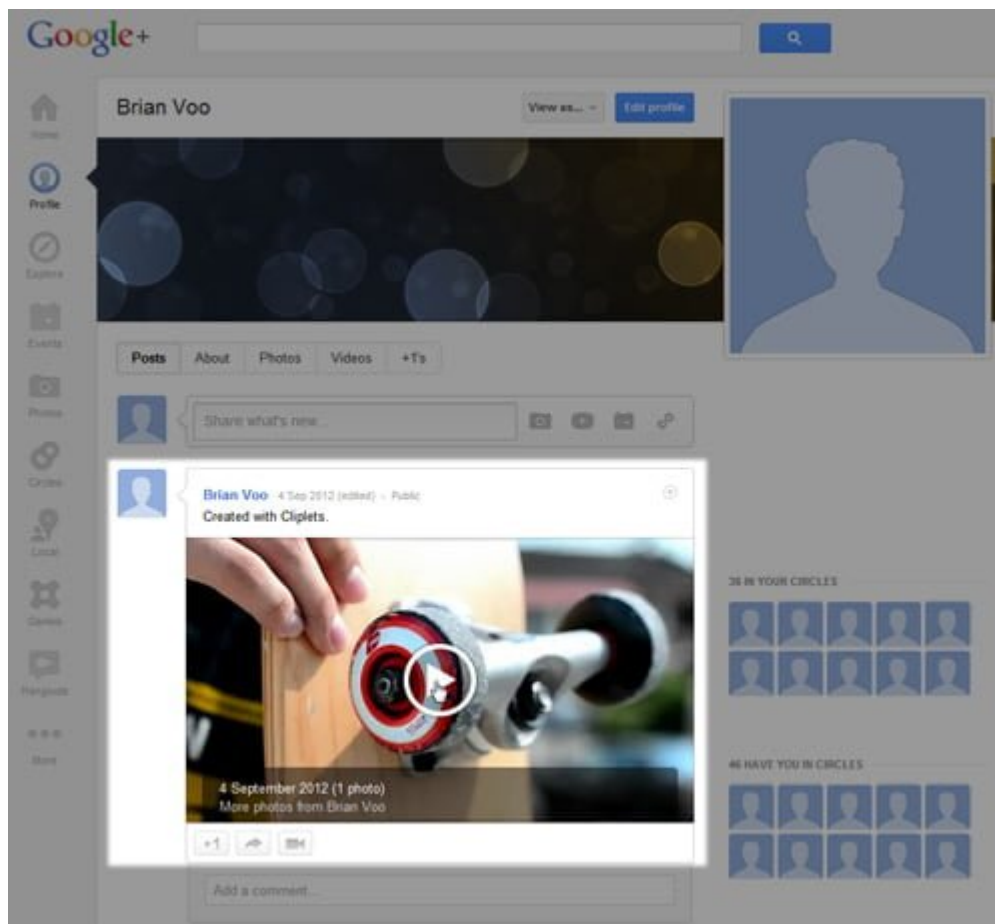 Google+
Brian Voo
View as...
Edit profile
Home
Profile
Explore
Events
Photos
Circles
Local
Games
Hangouts
More
Posts About Photos Videos +1's
Share what's new...
Brian Voo 4 Sep 2012 (edited) - Public
Created with Cliplets.
4 September 2012 (1 photo)
More photos from Brian Voo
+1
Add a comment...
38 IN YOUR CIRCLES
46 HAVE YOU IN CIRCLES